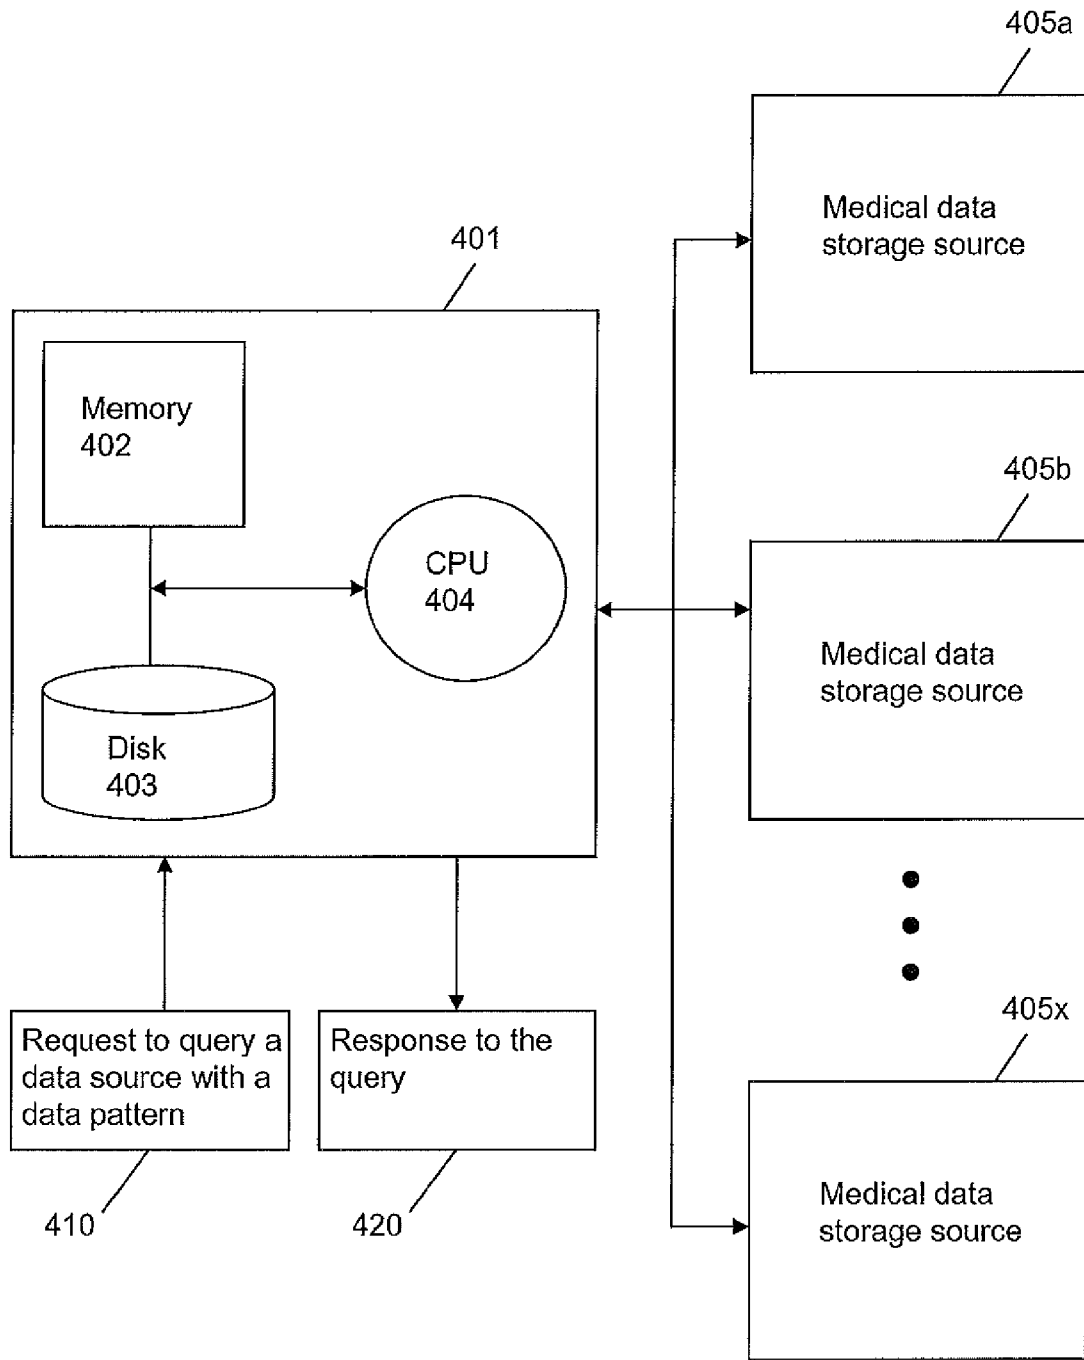 405a
Medical data
storage source
401
Memory
402
CPU
404
Disk
403
405b
Medical data
storage source
405x
Request to query a
data source with a
data pattern
Response to the
query
410
420
Medical data
storage source